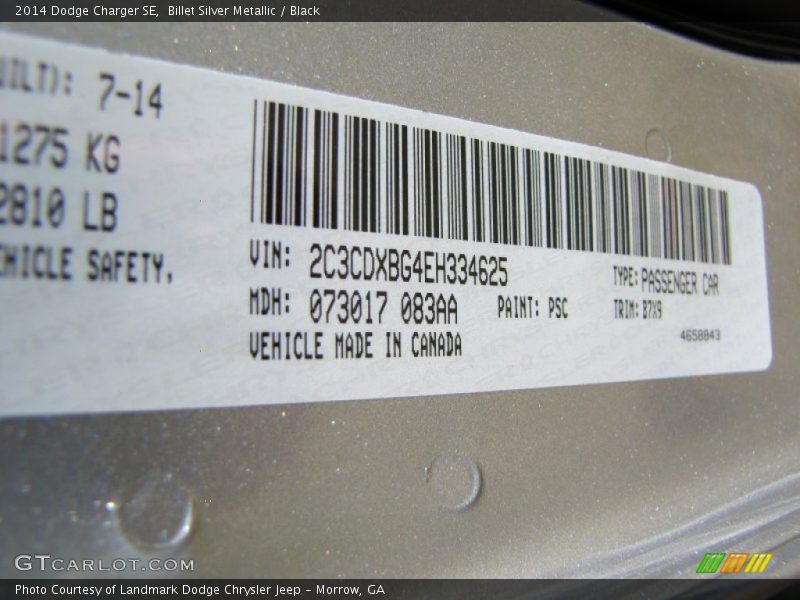 2014 Dodge Charger SE, Billet Silver Metallic / Black
7-14
1275 KG
2810 LB
SAFETY.
VIN: 2C3CDXBG4EH334625
TYPE: PASSENGER CAR
MDH: 073017 083AA
PAINT: PSC
TRIM: B7X9
VEHICLE MADE IN CANADA
4658843
GTCARLOT.COM
Photo Courtesy of Landmark Dodge Chrysler Jeep – Morrow, GA